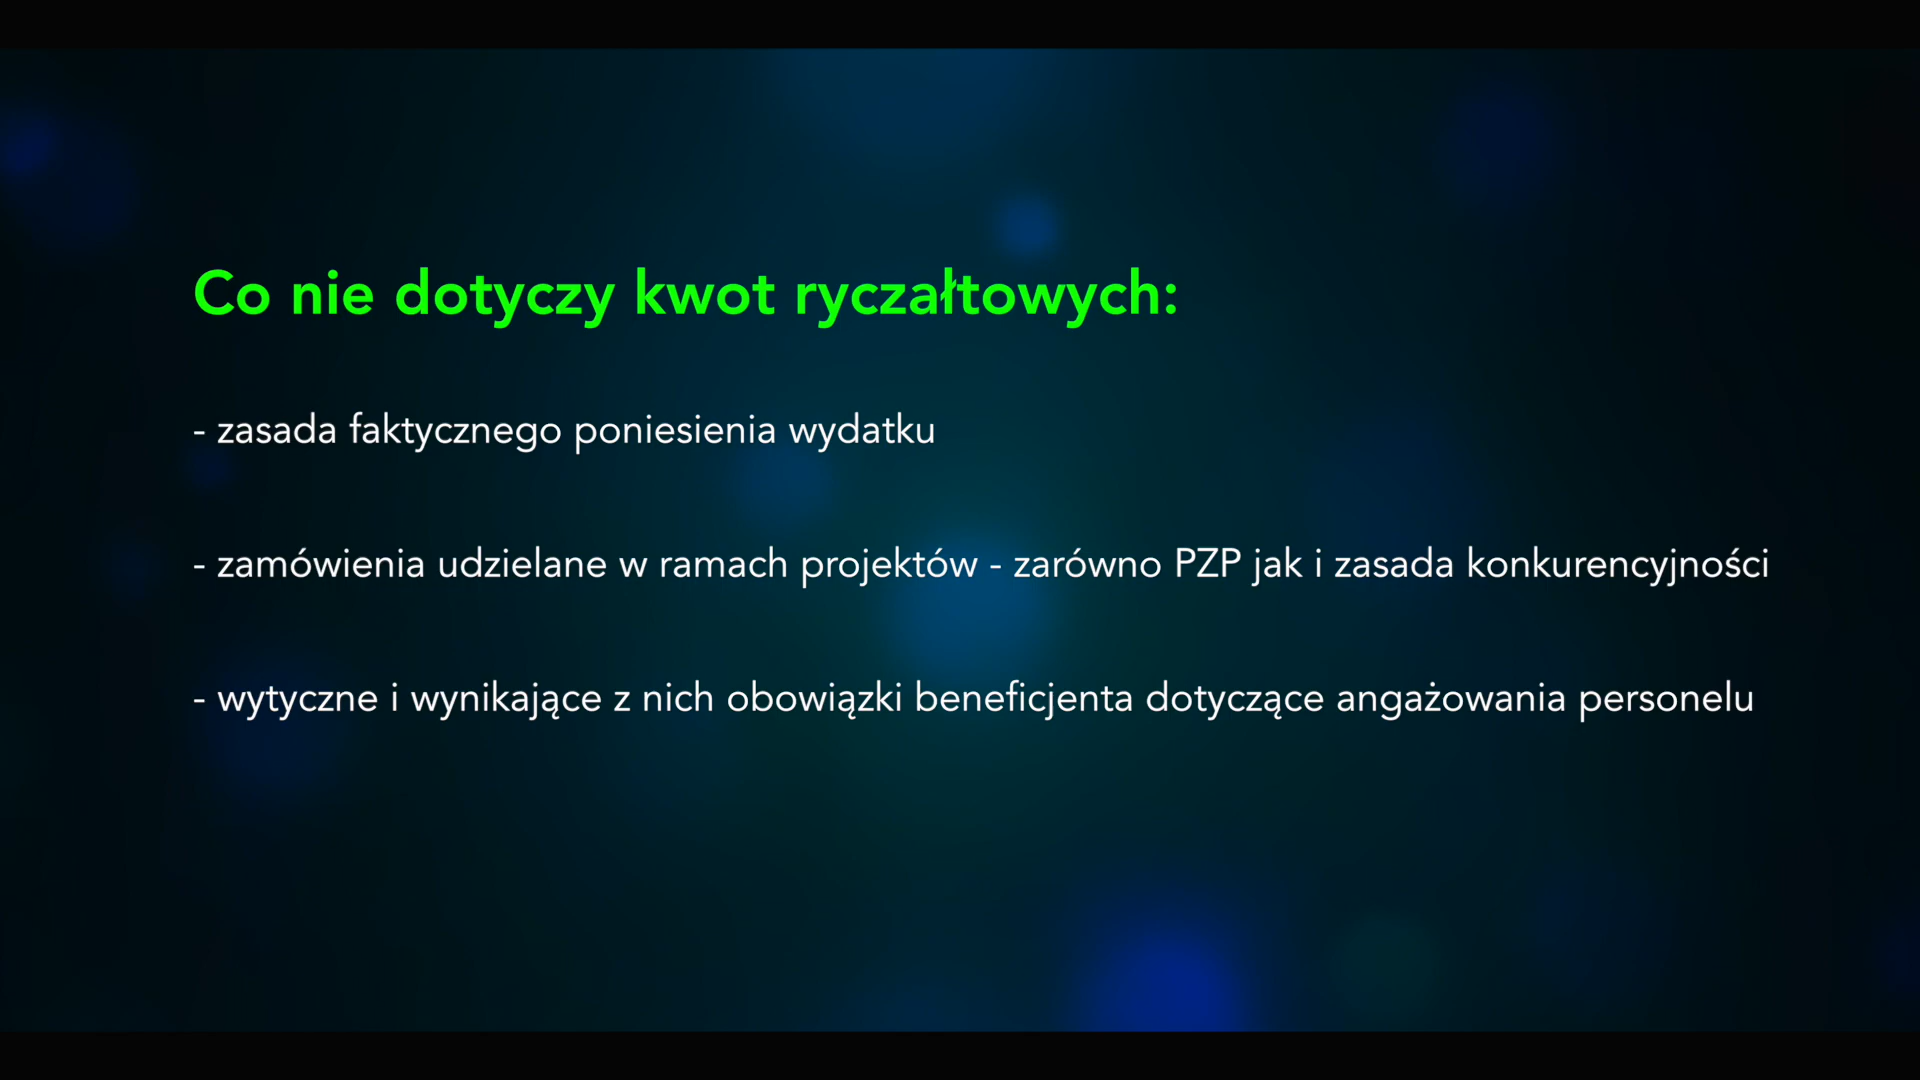 Co nie dotyczy kwot ryczałtowych:
- zasada faktycznego poniesienia wydatku
- zamówienia udzielane w ramach projektów - zarówno PZP jak i zasada konkurencyjności
- wytyczne i wynikające z nich obowiązki beneficjenta dotyczące angażowania personelu